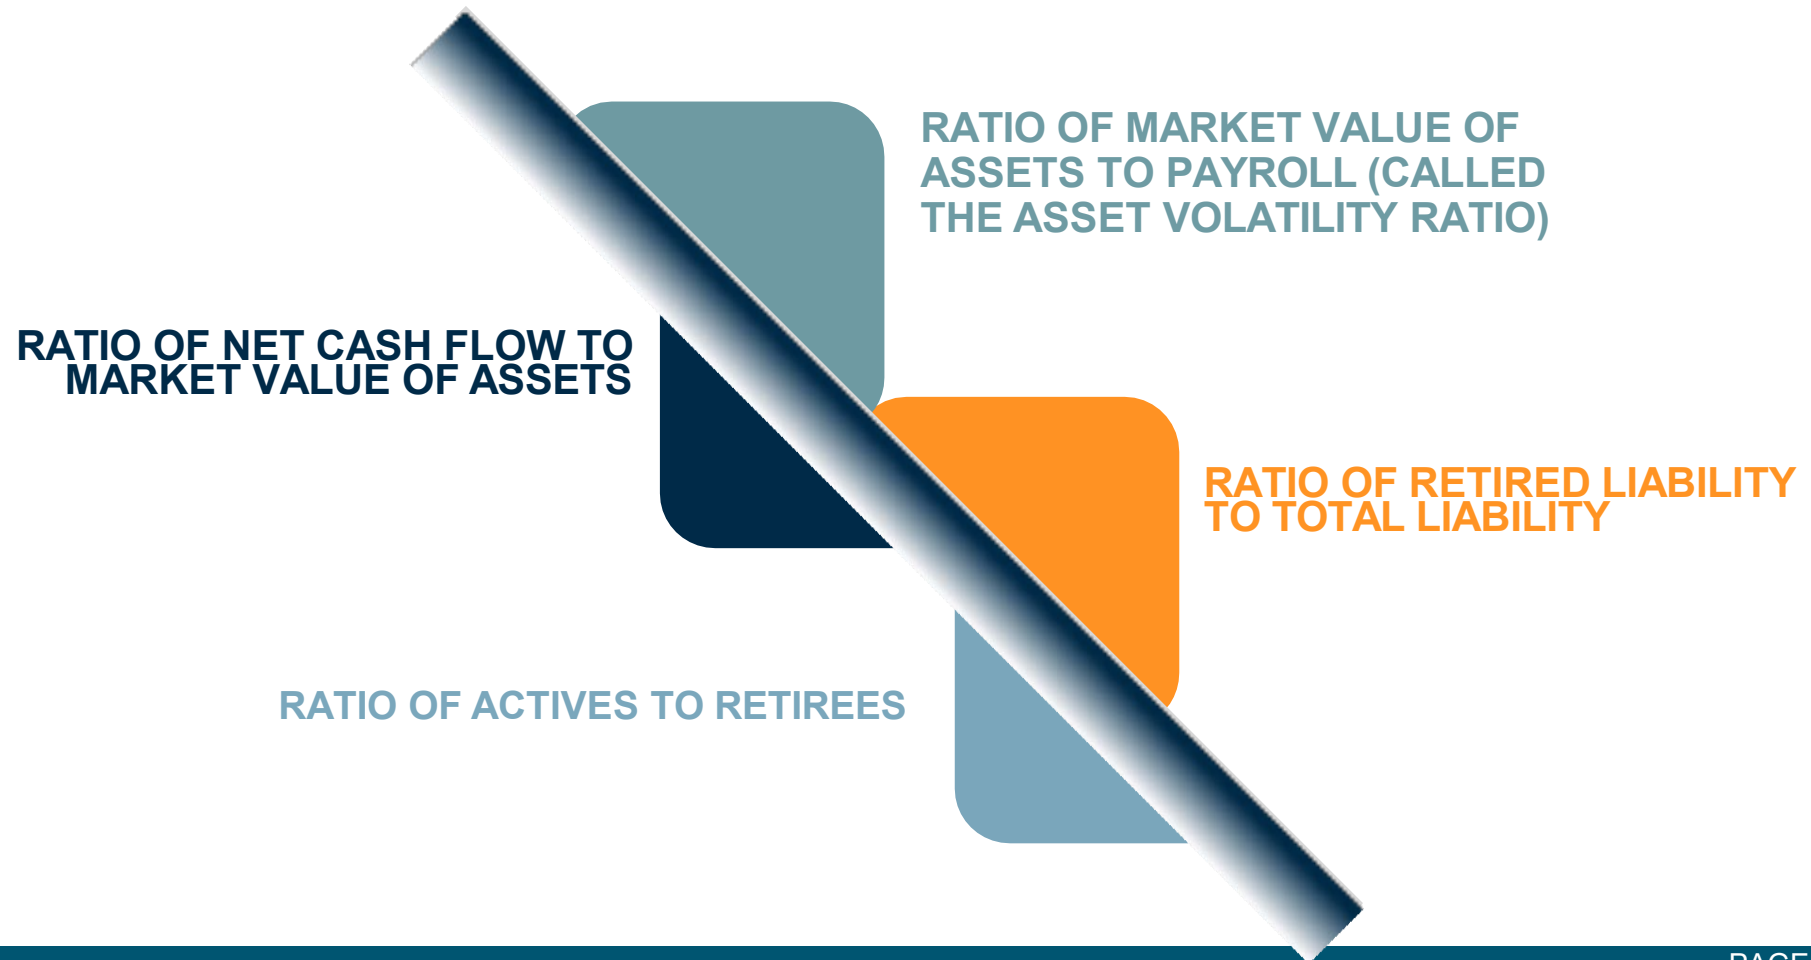 RATIO OF MARKET VALUE OF
ASSETS TO PAYROLL (CALLED
THE ASSET VOLATILITY RATIO)
RATIO OF NET CASH FLOW TO
MARKET VALUE OF ASSETS
RATIO OF RETIRED LIABILITY
TO TOTAL LIABILITY
RATIO OF ACTIVES TO RETIREES
PAGE